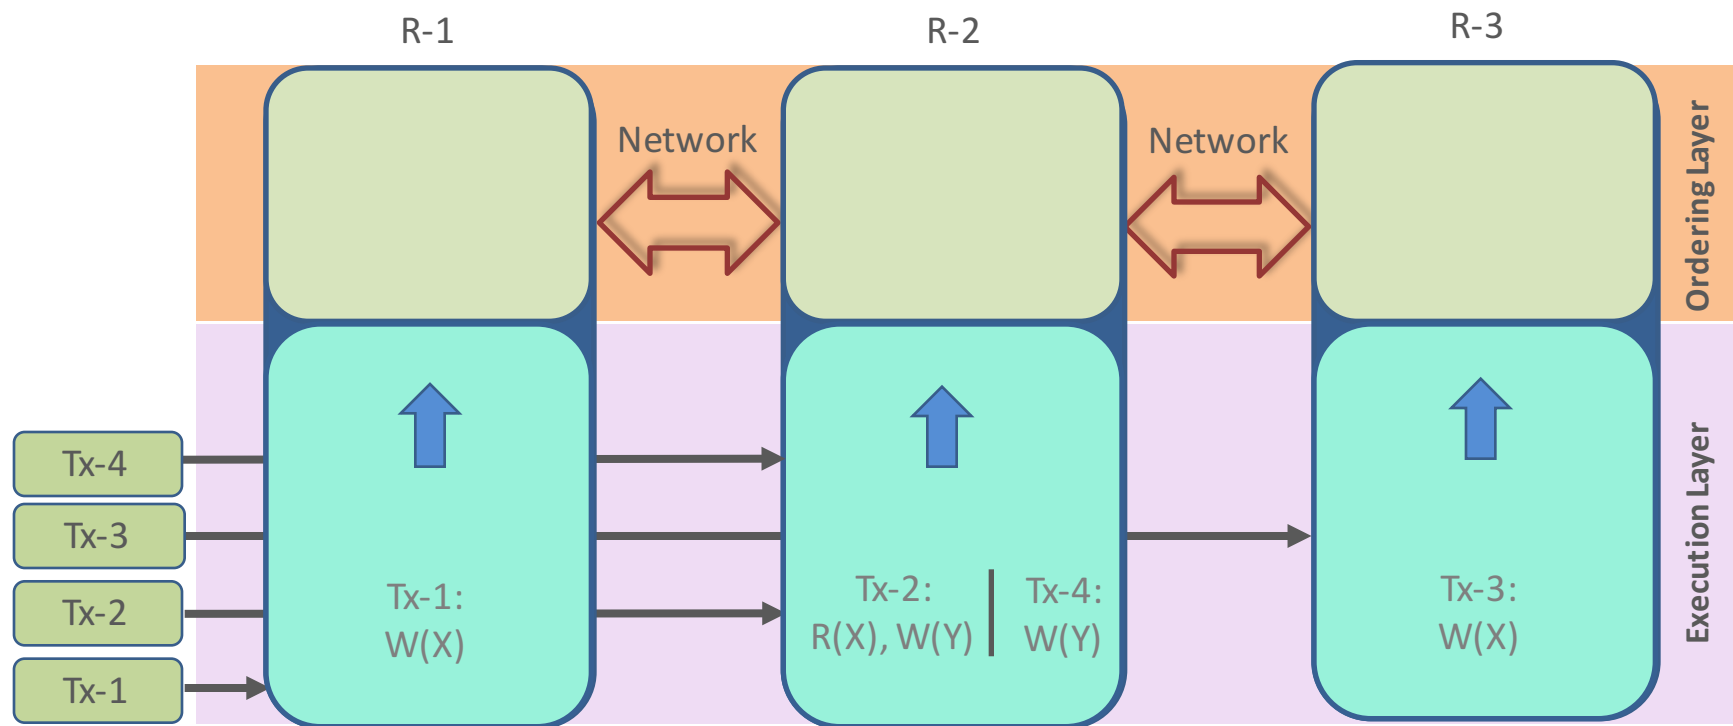 R-1
R-2
R-3
Network
Network
Ordering Layer
Tx-4
Tx-3
Tx-2
Tx-1
Tx-1:
W(X)
Tx-2:
R(X), W(Y)
Tx-4:
W(Y)
Tx-3:
W(X)
Execution Layer